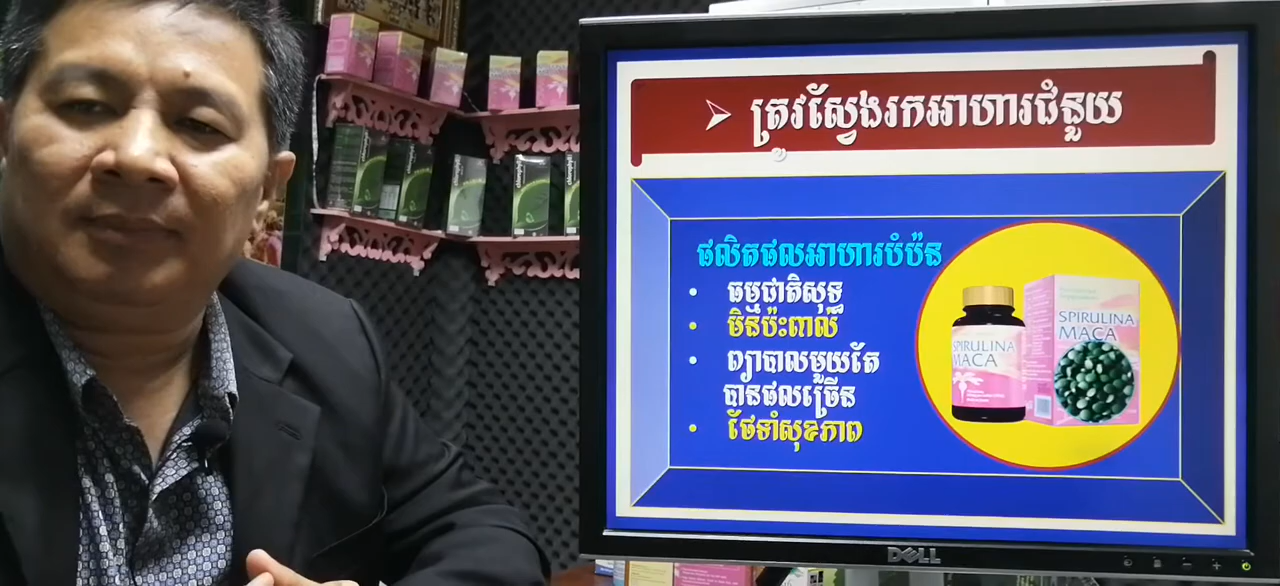 ត្រូវស្វែងរកអាហារជំនួយ
ផលិតផលអាហារបំប៉ន
• ធម្មជាតិសុទ្ធ
• មិនប៉ះពាល់
• ព្យាបាលមួយតែ
បានផលច្រើន
• ថែទាំសុខភាព
SPIRULINA
MACA
SPIRULINA
MACA
DELL